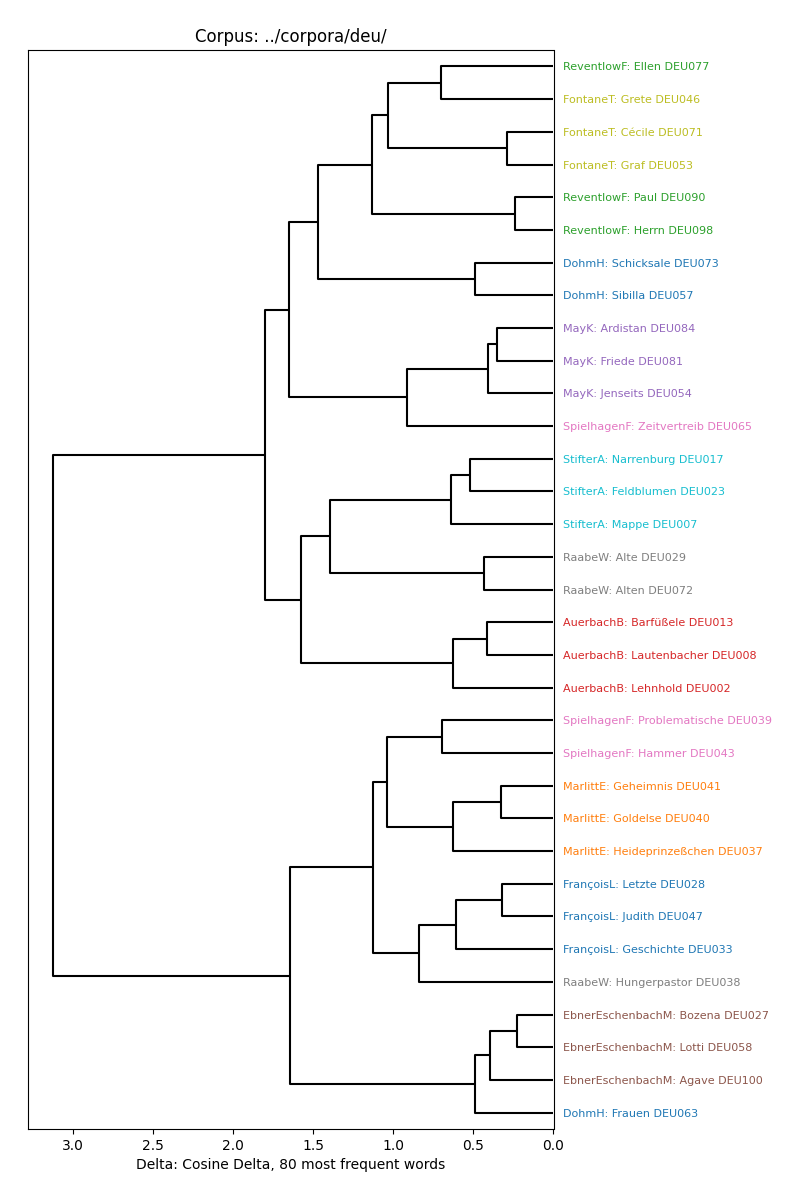 Corpus: ../corpora/deu/
ReventlowF: Ellen DEU077
FontaneT: Grete DEU046
FontaneT: Cécile DEU071
FontaneT: Graf DEU053
ReventlowF: Paul DEU090
ReventlowF: Herrn DEU098
DohmH: Schicksale DEU073
DohmH: Sibilla DEU057
MayK: Ardistan DEU084
MayK: Friede DEU081
MayK: Jenseits DEU054
SpielhagenF: Zeitvertreib DEU065
StifterA: Narrenburg DEU017
StifterA: Feldblumen DEU023
StifterA: Mappe DEU007
RaabeW: Alte DEU029
RaabeW: Alten DEU072
AuerbachB: Barfüßele DEU013
AuerbachB: Lautenbacher DEU008
AuerbachB: Lehnhold DEU002
SpielhagenF: Problematische DEU039
SpielhagenF: Hammer DEU043
MarlittE: Geheimnis DEU041
MarlittE: Goldelse DEU040
MarlittE: Heideprinzeßchen DEU037
FrançoisL: Letzte DEU028
FrançoisL: Judith DEU047
FrançoisL: Geschichte DEU033
RaabeW: Hungerpastor DEU038
EbnerEschenbachM: Bozena DEU027
EbnerEschenbachM: Lotti DEU058
EbnerEschenbachM: Agave DEU100
DohmH: Frauen DEU063
3.0 2.5 2.0 1.5 1.0 0.5 0.0
Delta: Cosine Delta, 80 most frequent words